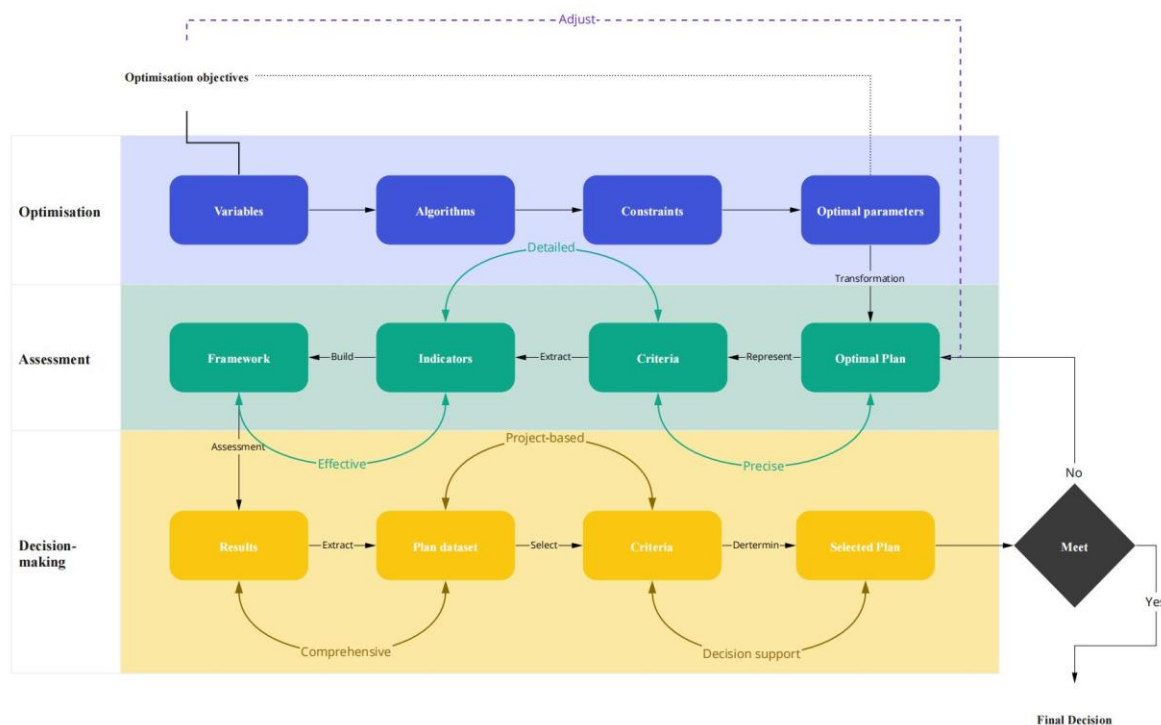 Adjust-
Optimisation objectives
Optimisation
Variables
Algorithms
Constraints
Optimal parameters
Detailed
Transformation
Assessment
Framework
Build
Indicators
Extract
Criteria
Represent
Optimal Plan
Assessment
Effective
Project-based
Precise
No
Decision-
making
Results
Extract
Plan dataset
Select
Criteria
Dertermin
Selected Plan
Meet
Yes
Comprehensive
Decision support
Final Decision